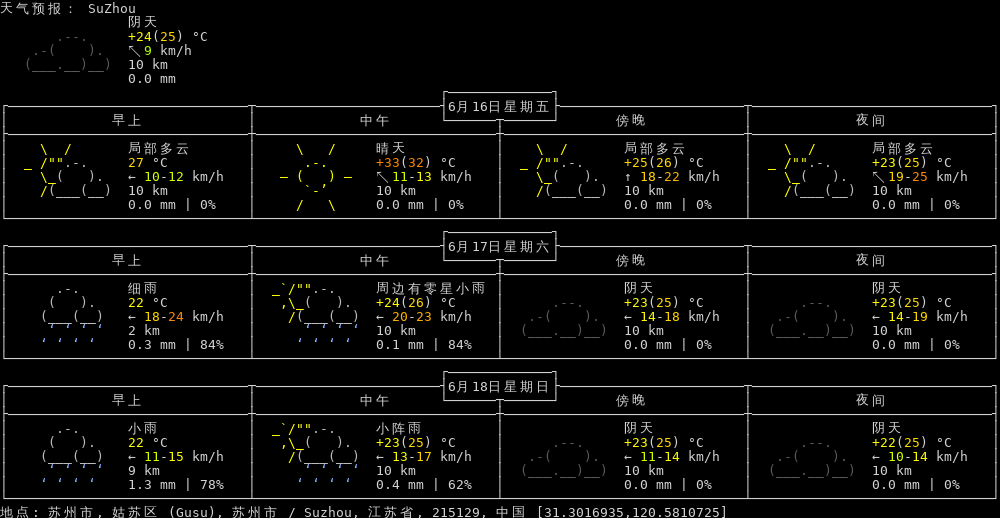 天气预报: SuZhou
阴天
+24(25) °C
↖ 9 km/h
10 km
0.0 mm
6月16日星期五
早上 中午 傍晚 夜间
局部多云 晴天 局部多云 局部多云
27 °C +33(32) °C +25(26) °C +23(25) °C
← 10-12 km/h ↖ 11-13 km/h ↑ 18-22 km/h ↖ 19-25 km/h
10 km 10 km 10 km 10 km
0.0 mm | 0% 0.0 mm | 0% 0.0 mm | 0% 0.0 mm | 0%
6月17日星期六
早上 中午 傍晚 夜间
细雨 周边有零星小雨 阴天 阴天
22 °C +24(26) °C +23(25) °C +23(25) °C
← 18-24 km/h ← 20-23 km/h ← 14-18 km/h ← 14-19 km/h
2 km 10 km 10 km 10 km
0.3 mm | 84% 0.1 mm | 84% 0.0 mm | 0% 0.0 mm | 0%
6月18日星期日
早上 中午 傍晚 夜间
小雨 小阵雨 阴天 阴天
22 °C +23(25) °C +23(25) °C +22(25) °C
← 11-15 km/h ← 13-17 km/h ← 11-14 km/h ← 10-14 km/h
9 km 10 km 10 km 10 km
1.3 mm | 78% 0.4 mm | 62% 0.0 mm | 0% 0.0 mm | 0%
地点: 苏州市, 姑苏区 (Gusu), 苏州市 / Suzhou, 江苏省, 215129, 中国 [31.3016935,120.5810725]